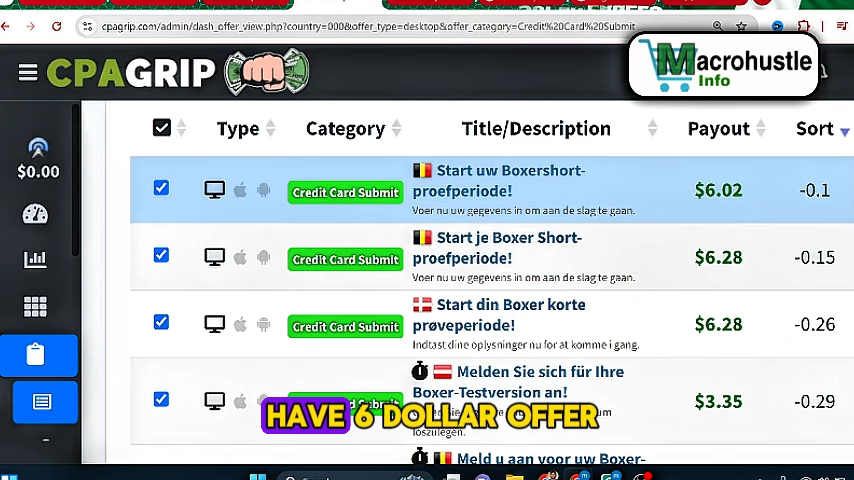 cpagrip.com/admin/dash_offer_view.php?country=000&offer_type=desktop&offer_category=Credit%20Card%20Submit
CPAGRIP
Macrohustle
Info
Type Category Title/Description Payout Sort
$0.00
Credit Card Submit
Start uw Boxershort-
proefperiode!
Voer nu uw gegevens in om aan de slag te gaan.
$6.02
-0.1
Credit Card Submit
Start je Boxer Short-
proefperiode!
Voer nu uw gegevens in om aan de slag te gaan.
$6.28
-0.15
Credit Card Submit
Start din Boxer korte
prøveperiode!
Indtast dine oplysninger nu for at komme i gang.
$6.28
-0.26
Melden Sie sich für Ihre
Boxer-Testversion an!
loszulegen.
$3.35
-0.29
HAVE 6 DOLLAR OFFER
Meld u aan voor uw Boxer-